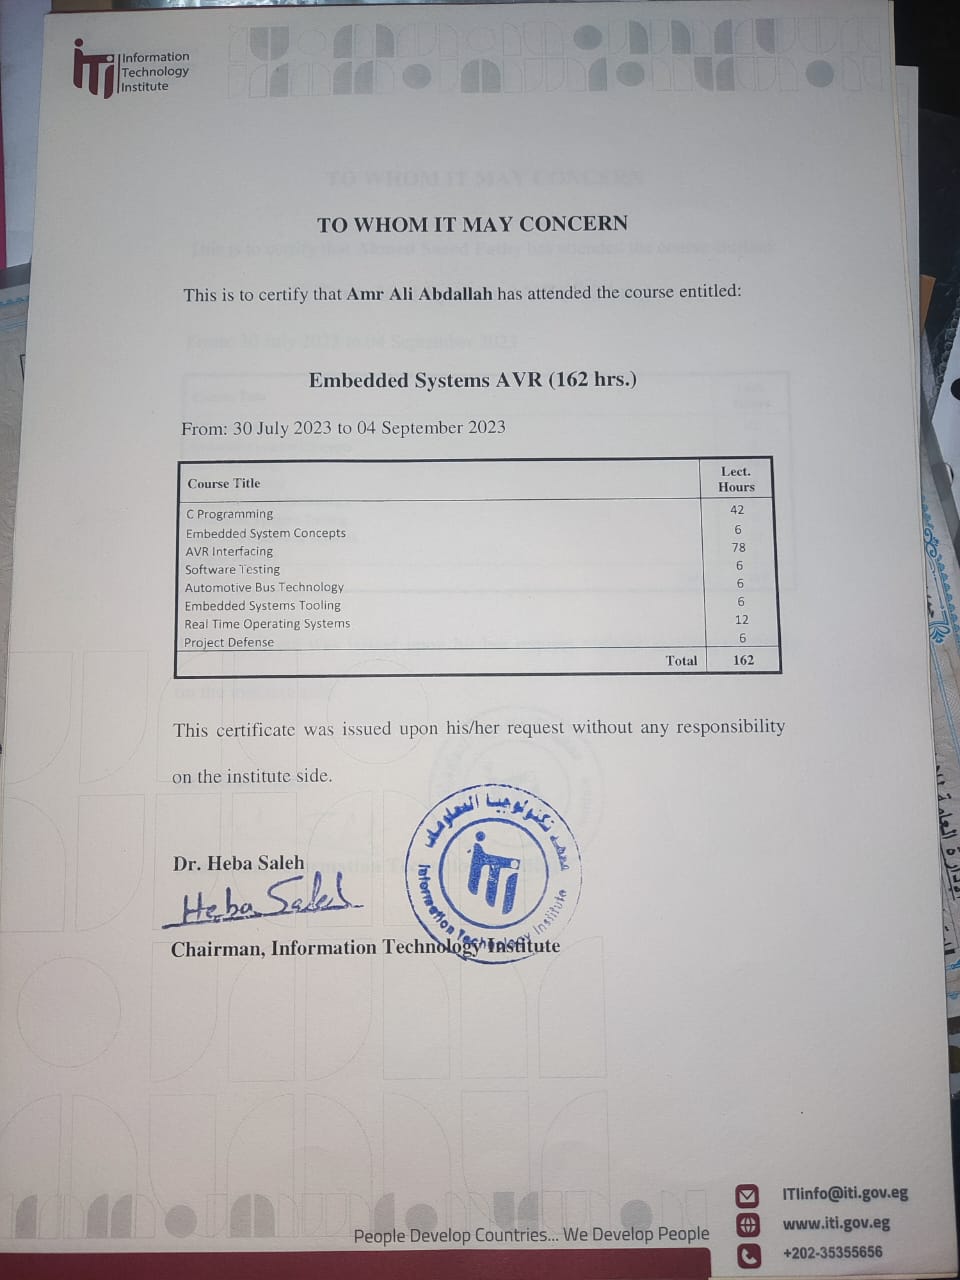 iTi
Information
Technology
Institute
TO WHOM IT MAY CONCERN
This is to certify that Amr Ali Abdallah has attended the course entitled:
Embedded Systems AVR (162 hrs.)
From: 30 July 2023 to 04 September 2023
Course Title Lect. Hours
C Programming 42
Embedded System Concepts 6
AVR Interfacing 78
Software Testing 6
Automotive Bus Technology 6
Embedded Systems Tooling 6
Real Time Operating Systems 12
Project Defense 6
Total 162
This certificate was issued upon his/her request without any responsibility
on the institute side.
معهد تكنولوجيا المعلومات
iTi
Information Technology Institute
Dr. Heba Saleh
Heba Saleh
Chairman, Information Technology Institute
People Develop Countries... We Develop People
ITIinfo@iti.gov.eg
www.iti.gov.eg
+202-35355656